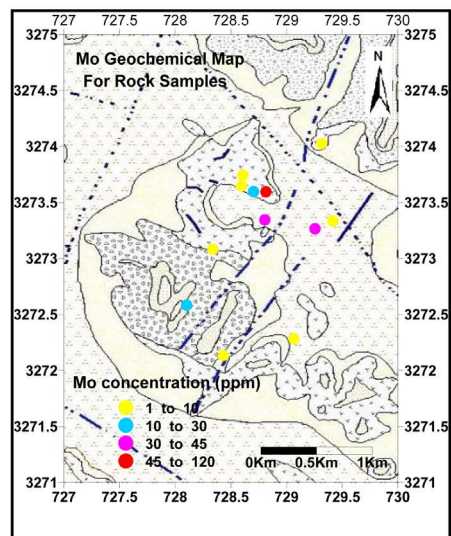 3275
3274.5
3274
3273.5
3273
3272.5
3272
3271.5
3271
Mo Geochemical Map
For Rock Samples
N
Mo concentration (ppm)
1 to 10
10 to 30
30 to 45
45 to 120
0Km 0.5Km 1Km
727 727.5 728 728.5 729 729.5 730
3275
3274.5
3274
3273.5
3273
3272.5
3272
3271.5
3271
727 727.5 728 728.5 729 729.5 730